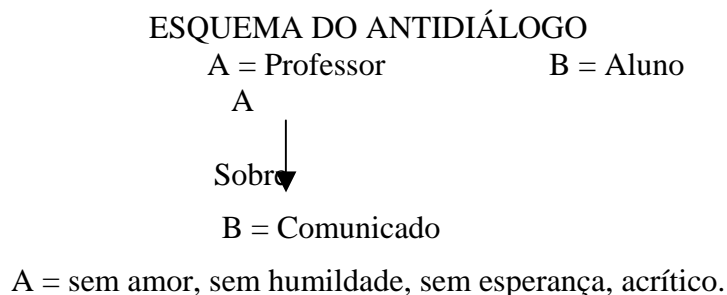 ESQUEMA DO ANTIDIÁLOGO
A = Professor B = Aluno
A
Sobre
B = Comunicado
A = sem amor, sem humildade, sem esperança, acrítico.